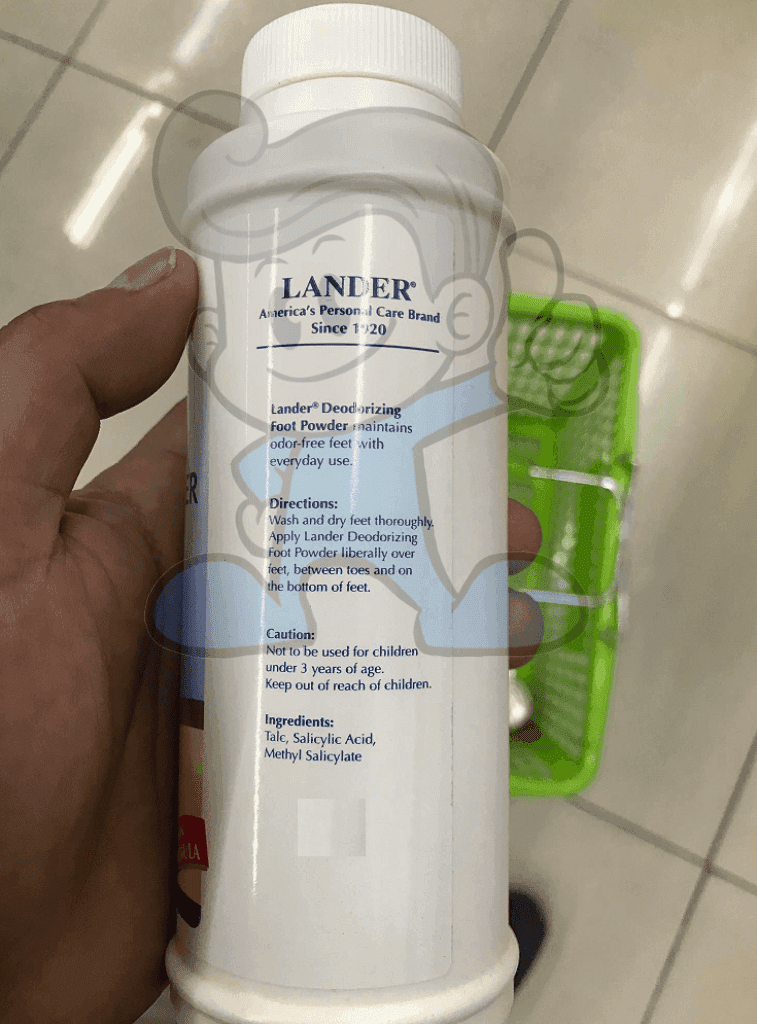 LANDER®
America's Personal Care Brand
Since 1920
Lander® Deodorizing
Foot Powder maintains
odor-free feet with
everyday use.
Directions:
Wash and dry feet thoroughly.
Apply Lander Deodorizing
Foot Powder liberally over
feet, between toes and on
the bottom of feet.
Caution:
Not to be used for children
under 3 years of age.
Keep out of reach of children.
Ingredients:
Talc, Salicylic Acid,
Methyl Salicylate